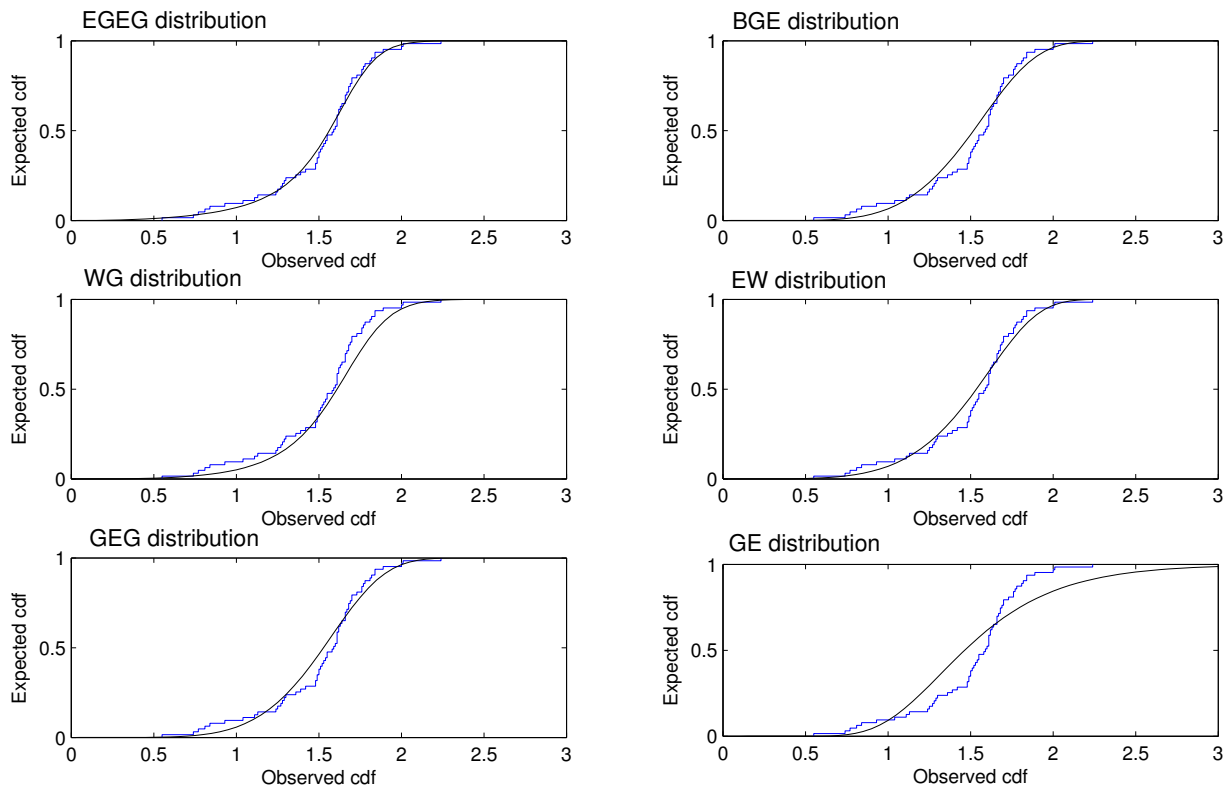 EGEG distribution
1
0.5
0
Expected cdf
0 0.5 1 1.5 2 2.5 3
Observed cdf
BGE distribution
1
0.5
0
Expected cdf
0 0.5 1 1.5 2 2.5 3
Observed cdf
WG distribution
1
0.5
0
Expected cdf
0 0.5 1 1.5 2 2.5 3
Observed cdf
EW distribution
1
0.5
0
Expected cdf
0 0.5 1 1.5 2 2.5 3
Observed cdf
GEG distribution
1
0.5
0
Expected cdf
0 0.5 1 1.5 2 2.5 3
Observed cdf
GE distribution
1
0.5
0
Expected cdf
0 0.5 1 1.5 2 2.5 3
Observed cdf